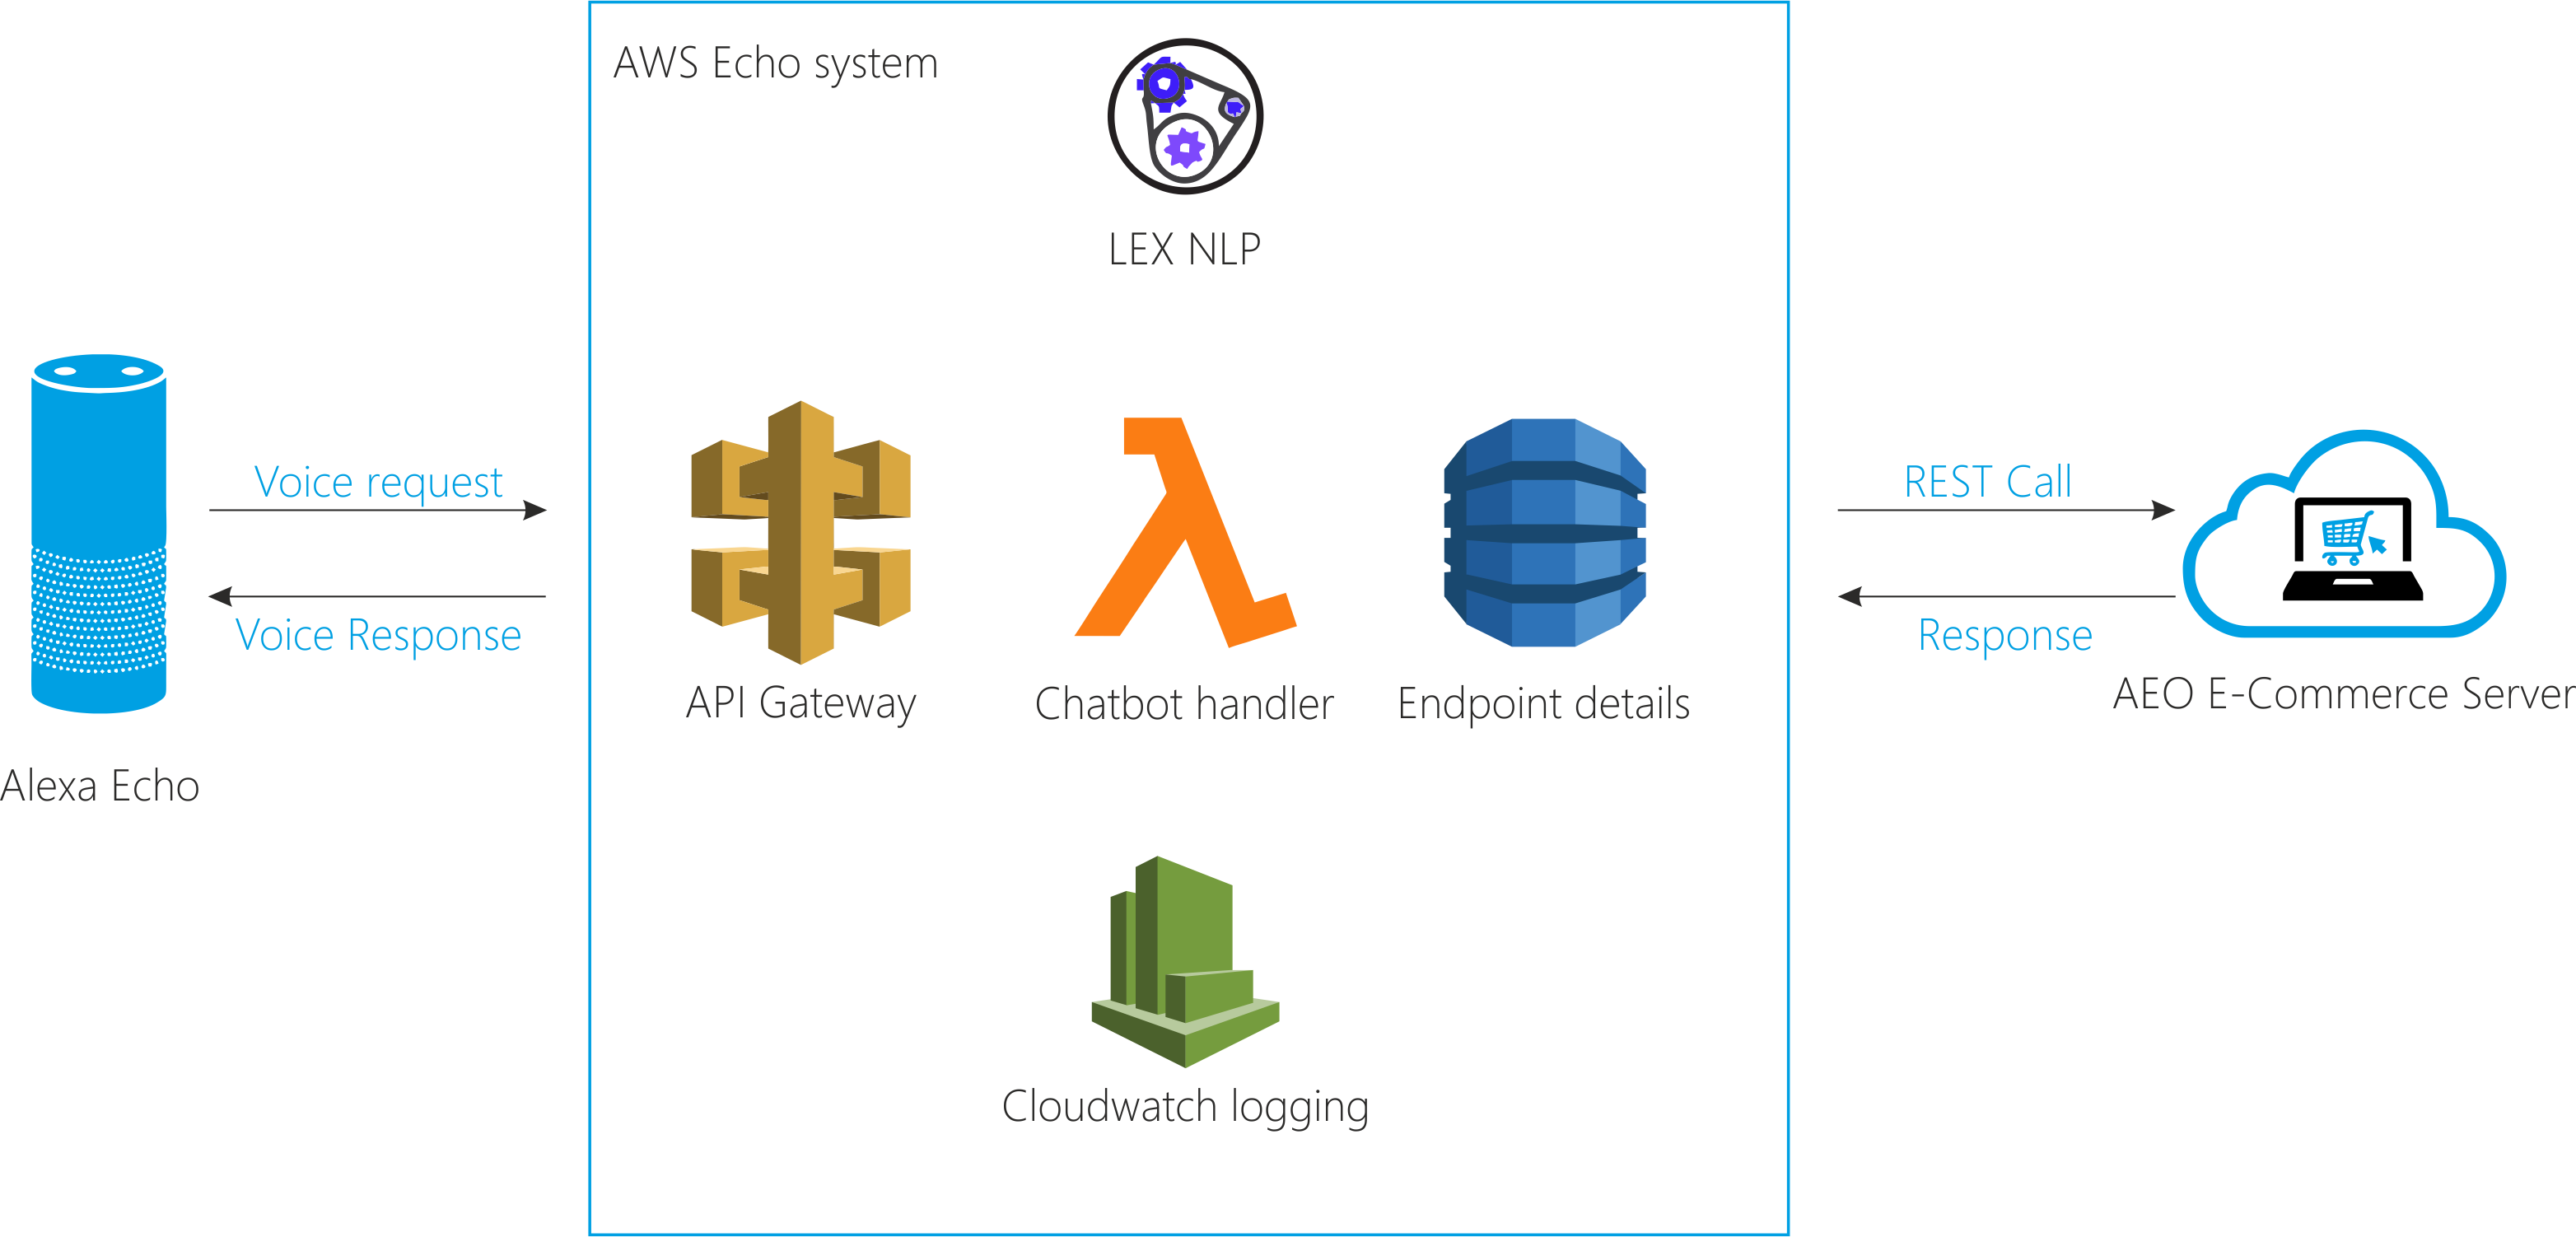 AWS Echo system
LEX NLP
Voice request
Voice Response
Alexa Echo
API Gateway
Chatbot handler
Endpoint details
Cloudwatch logging
REST Call
Response
AEO E-Commerce Server